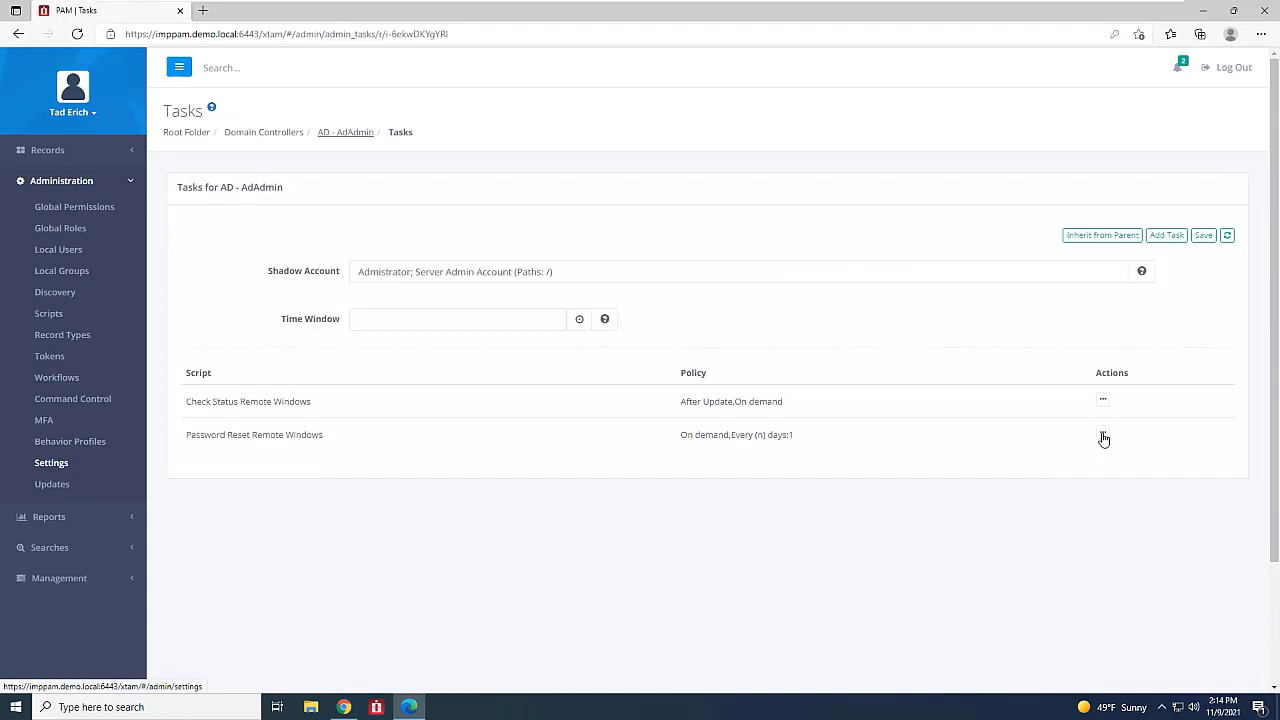 PAM | Tasks
https://imppam.demo.local:6443/xtam/#/admin/admin_tasks/r/i-6ekwDKYgYRl
Tad Erich
Search...
2
Log Out
Tasks
Root Folder / Domain Controllers / AD - AdAdmin / Tasks
Records
Administration
Global Permissions
Global Roles
Local Users
Local Groups
Discovery
Scripts
Record Types
Tokens
Workflows
Command Control
MFA
Behavior Profiles
Settings
Updates
Reports
Searches
Management
Tasks for AD - AdAdmin
Inherit from Parent Add Task Save
Shadow Account Admistrator; Server Admin Account (Paths: /)
Time Window
Script Policy Actions
Check Status Remote Windows After Update,On demand
Password Reset Remote Windows On demand,Every (n) days:1
https://imppam.demo.local:6443/xtam/#/admin/settings
Type here to search
49°F Sunny
2:14 PM
11/9/2021